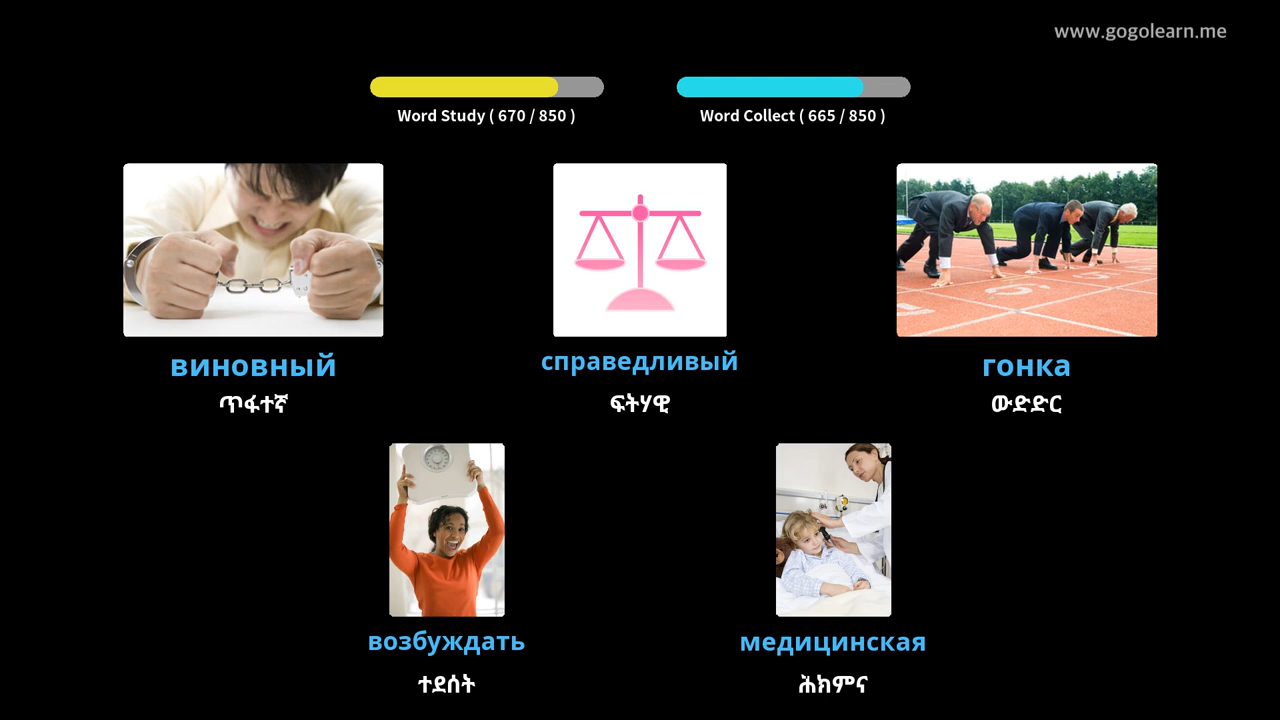 www.gogolearn.me
Word Study ( 670 / 850 )
Word Collect ( 665 / 850 )
виновный
справедливый
гонка
ጥፋተኛ
ፍትሃዊ
ውድድር
возбуждать
медицинская
ተደሰት
ሕክምና